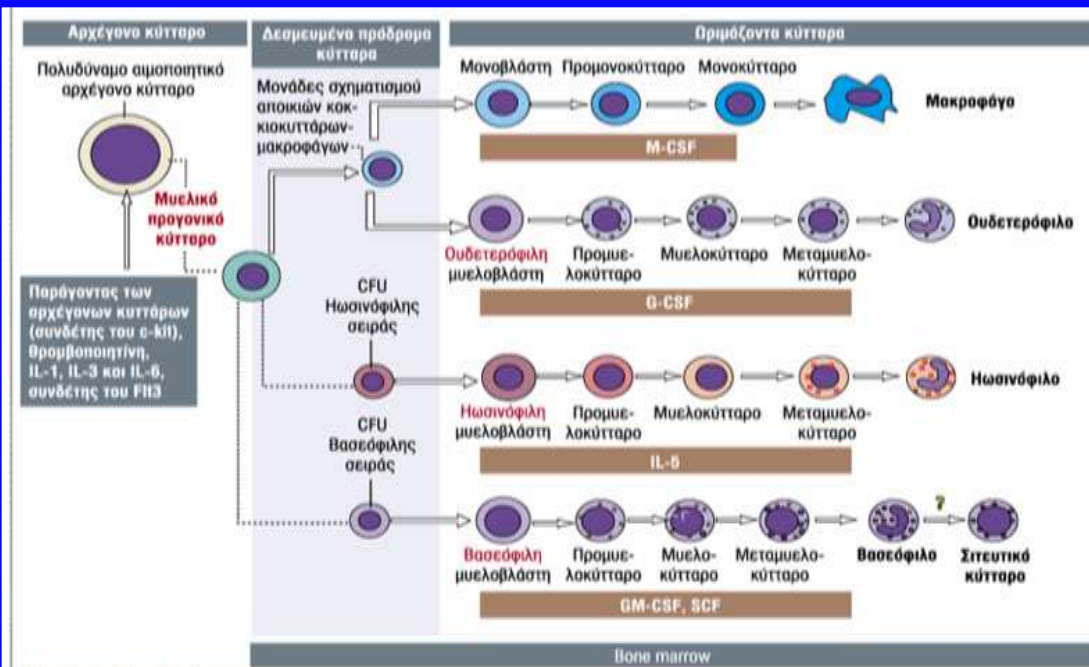 Αρχέγονο κύτταρο
Δεσμευμένα πρόδρομα
κύτταρα
Ωριμάζοντα κύτταρα
Πολυδύναμο αιμοποιητικό
αρχέγονο κύτταρο
Μυελικό
προγονικό
κύτταρο
Παράγοντας των
αρχέγονων κυττάρων
(συνδέτης του c-kit),
θρομβοποιητίνη,
IL-1, IL-3 και IL-6,
συνδέτης του Flt3
Μονάδες σχηματισμού
αποικιών κοκ-
κιοκυττάρων-
μακροφάγων
Μονοβλάστη Προμονοκύτταρο Μονοκύτταρο
Μακροφάγο
M-CSF
Ουδετερόφιλη
μυελοβλάστη
Προμυε-
λοκύτταρο
Μυελοκύτταρο
Μεταμυελο-
κύτταρο
Ουδετερόφιλο
G-CSF
CFU
Ηωσινόφιλης
σειράς
Ηωσινόφιλη
μυελοβλάστη
Προμυε-
λοκύτταρο
Μυελοκύτταρο
Μεταμυελο-
κύτταρο
Ηωσινόφιλο
IL-5
CFU
Βασεόφιλης
σειράς
Βασεόφιλη
μυελοβλάστη
Προμυε-
λοκύτταρο
Μυελο-
κύτταρο
Μεταμυελο-
κύτταρο
Βασεόφιλο
?
Σιτευτικό
κύτταρο
GM-CSF, SCF
Bone marrow